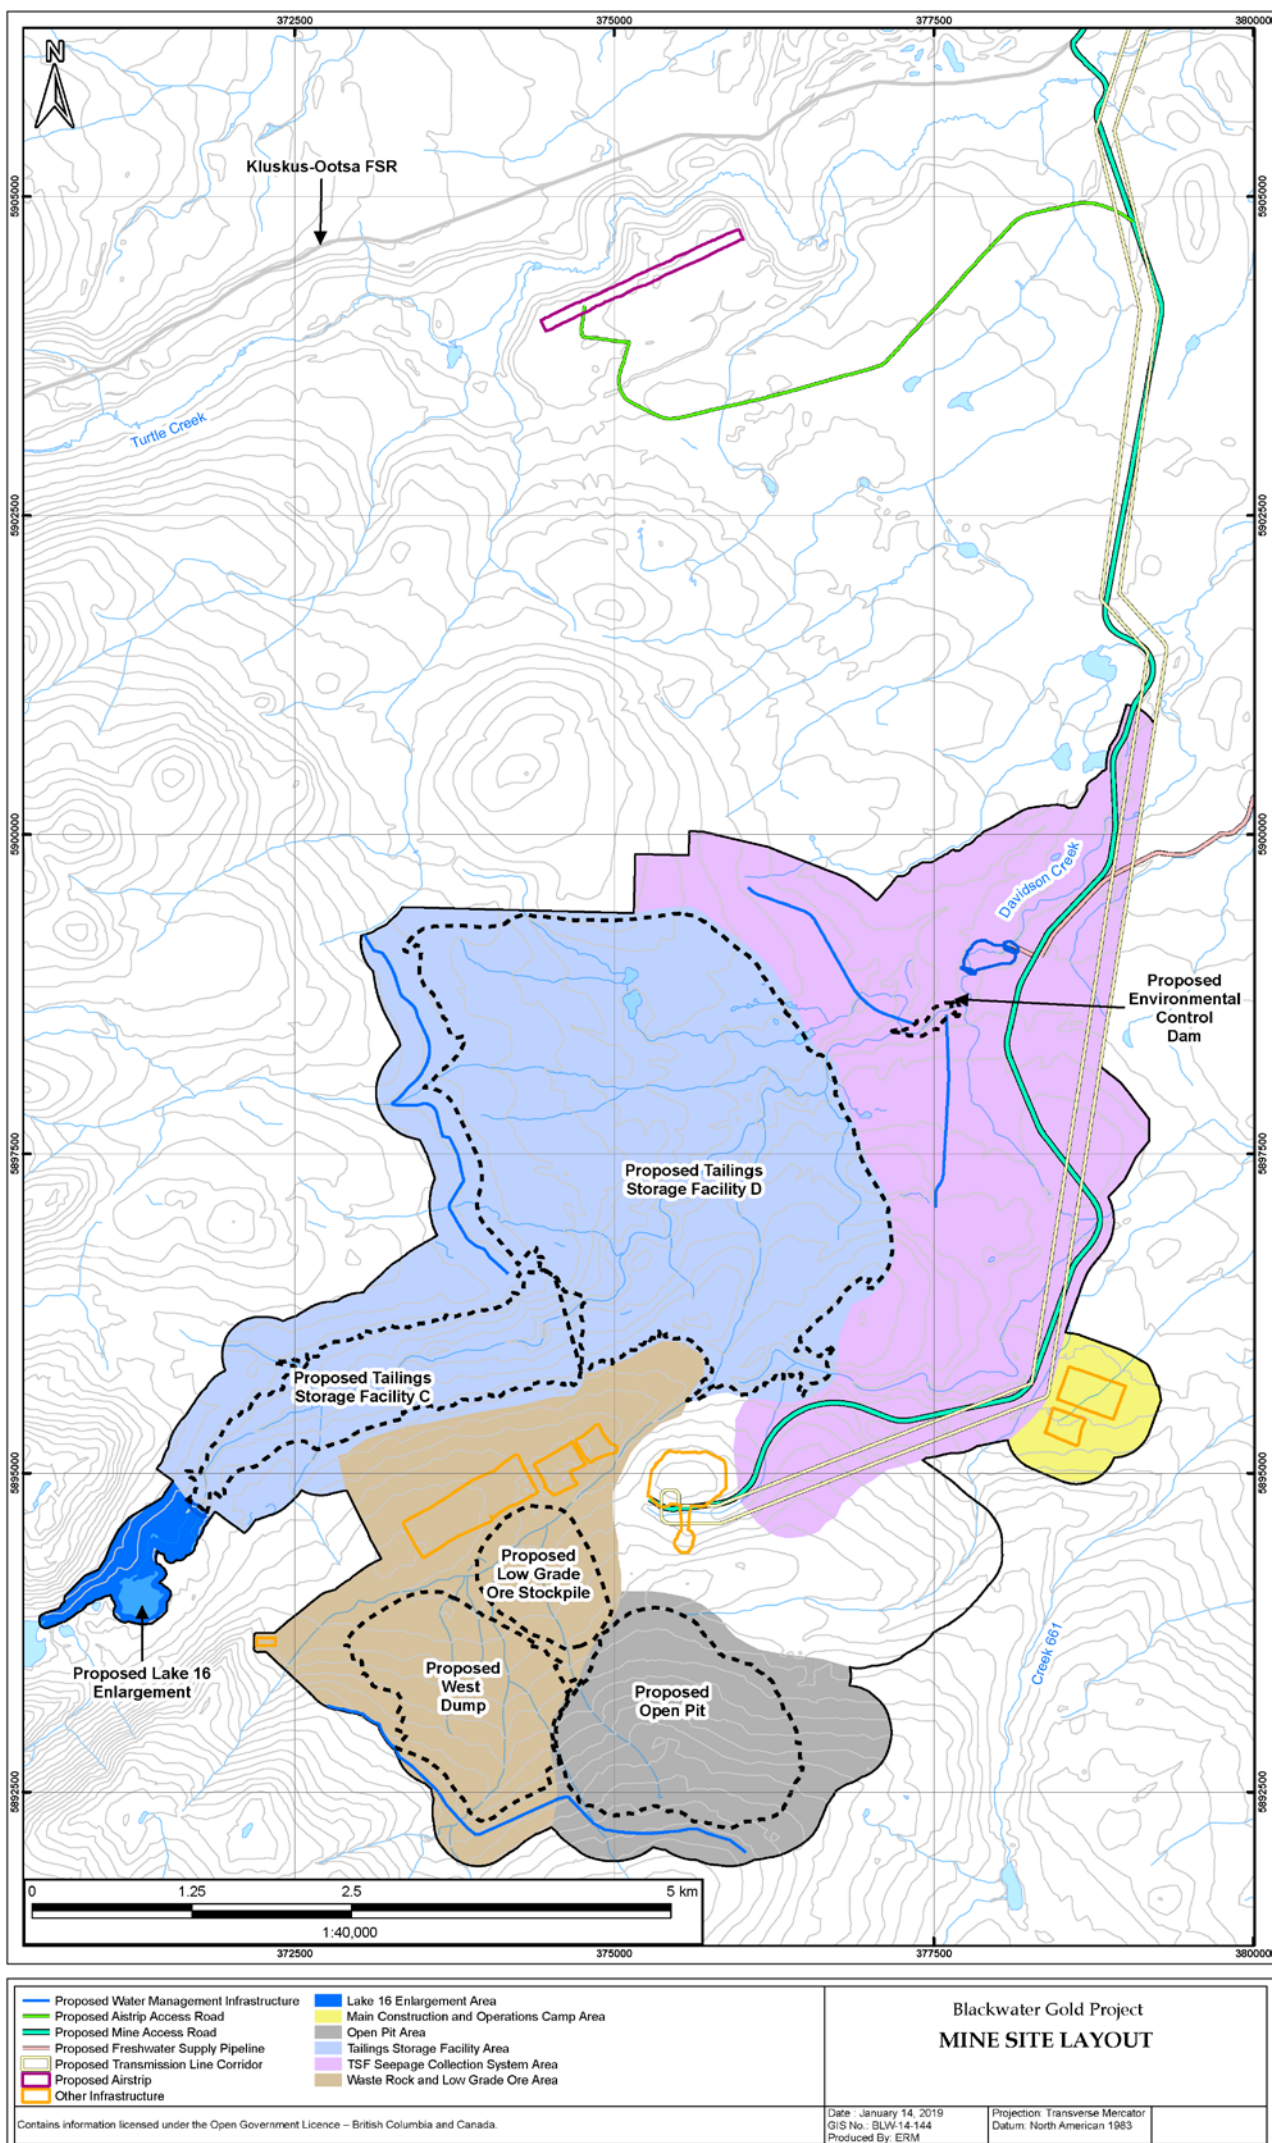 372500 375000 377500 380000
N
Kluskus-Ootsa FSR
5905000 5905000
Turtle Creek
5902500 5902500
5900000 5900000
Davidson Creek
Proposed
Environmental
Control
Dam
5897500 5897500
Proposed Tailings
Storage Facility D
Proposed Tailings
Storage Facility C
5895000 5895000
Proposed
Low Grade
Ore Stockpile
Proposed Lake 16
Enlargement
Proposed
West
Dump
Proposed
Open Pit
Creek 661
5892500 5892500
0 1.25 2.5 5 km
1:40,000
372500 375000 377500 380000
Proposed Water Management Infrastructure
Proposed Aistrip Access Road
Proposed Mine Access Road
Proposed Freshwater Supply Pipeline
Proposed Transmission Line Corridor
Proposed Airstrip
Other Infrastructure
Lake 16 Enlargement Area
Main Construction and Operations Camp Area
Open Pit Area
Tailings Storage Facility Area
TSF Seepage Collection System Area
Waste Rock and Low Grade Ore Area
Blackwater Gold Project
MINE SITE LAYOUT
Contains information licensed under the Open Government Licence – British Columbia and Canada.
Date : January 14, 2019
GIS No.: BLW-14-144
Produced By: ERM
Projection: Transverse Mercator
Datum: North American 1983